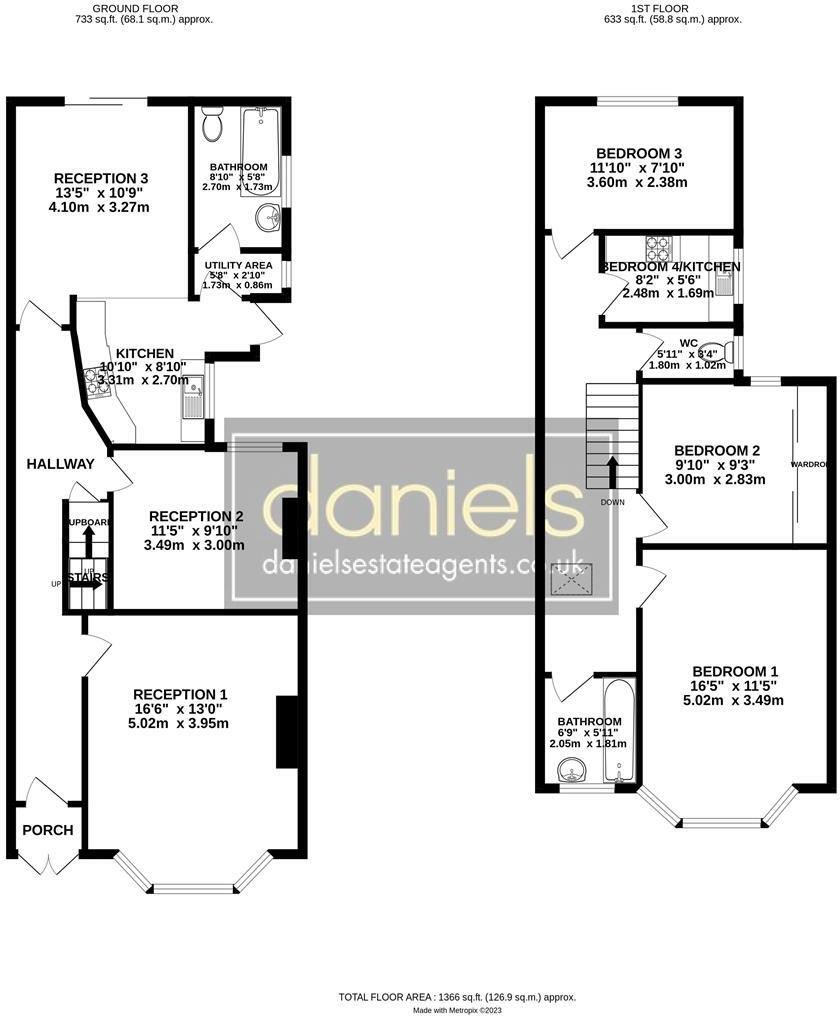 GROUND FLOOR
733 sq.ft. (68.1 sq.m.) approx.
1ST FLOOR
633 sq.ft. (58.8 sq.m.) approx.
RECEPTION 3
13'5" x 10'9"
4.10m x 3.27m
BATHROOM
8'10" x 5'8"
2.70m x 1.73m
UTILITY AREA
5'8" x 2'10"
1.73m x 0.86m
KITCHEN
10'10" x 8'10"
3.31m x 2.70m
HALLWAY
RECEPTION 2
11'5" x 9'10"
3.49m x 3.00m
UPBOARD
UP
UP
STAIRS
RECEPTION 1
16'6" x 13'0"
5.02m x 3.95m
PORCH
BEDROOM 3
11'10" x 7'10"
3.60m x 2.38m
BEDROOM 4/KITCHEN
8'2" x 5'6"
2.48m x 1.69m
WC
5'11" x 3'4"
1.80m x 1.02m
BEDROOM 2
9'10" x 9'3"
3.00m x 2.83m
WARDRO
DOWN
BEDROOM 1
16'5" x 11'5"
5.02m x 3.49m
BATHROOM
6'9" x 5'11"
2.05m x 1.81m
daniels
danielsestateagents.co.uk
TOTAL FLOOR AREA : 1366 sq.ft. (126.9 sq.m.) approx.
Made with Metropix ©2023